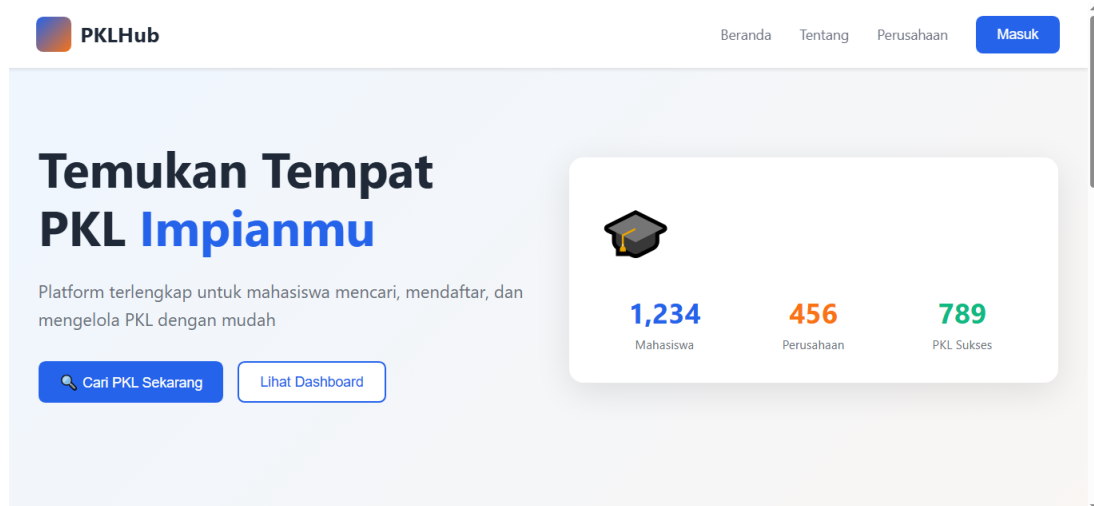 PKLHub
Beranda
Tentang
Perusahaan
Masuk
Temukan Tempat
PKL Impianmu
Platform terlengkap untuk mahasiswa mencari, mendaftar, dan
mengelola PKL dengan mudah
Cari PKL Sekarang
Lihat Dashboard
1,234
Mahasiswa
456
Perusahaan
789
PKL Sukses